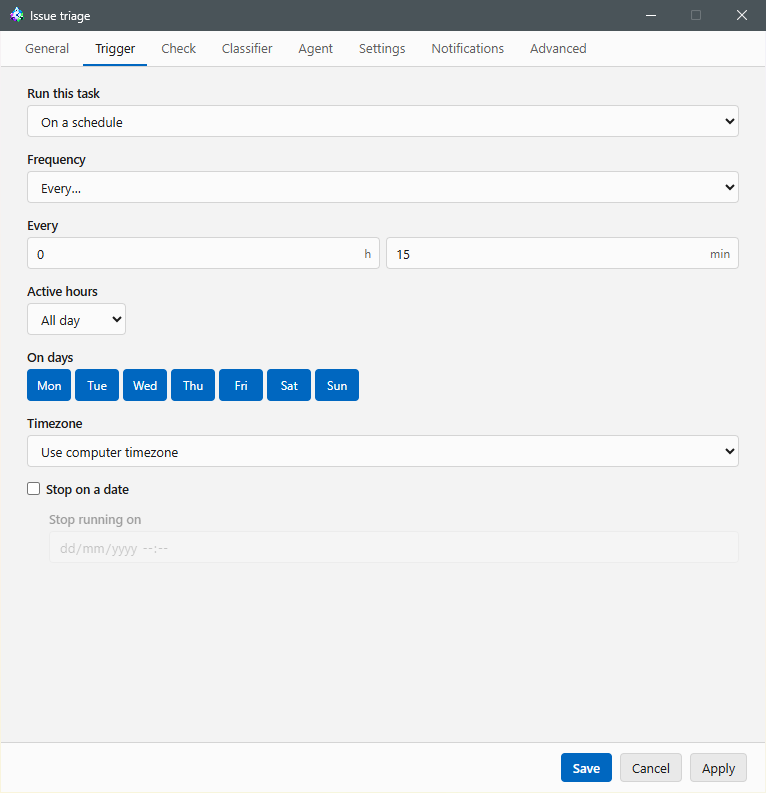 Issue triage
General Trigger Check Classifier Agent Settings Notifications Advanced
Run this task
On a schedule
Frequency
Every...
Every
0 h 15 min
Active hours
All day
On days
Mon Tue Wed Thu Fri Sat Sun
Timezone
Use computer timezone
Stop on a date
Stop running on
dd/mm/yyyy --:--
Save Cancel Apply